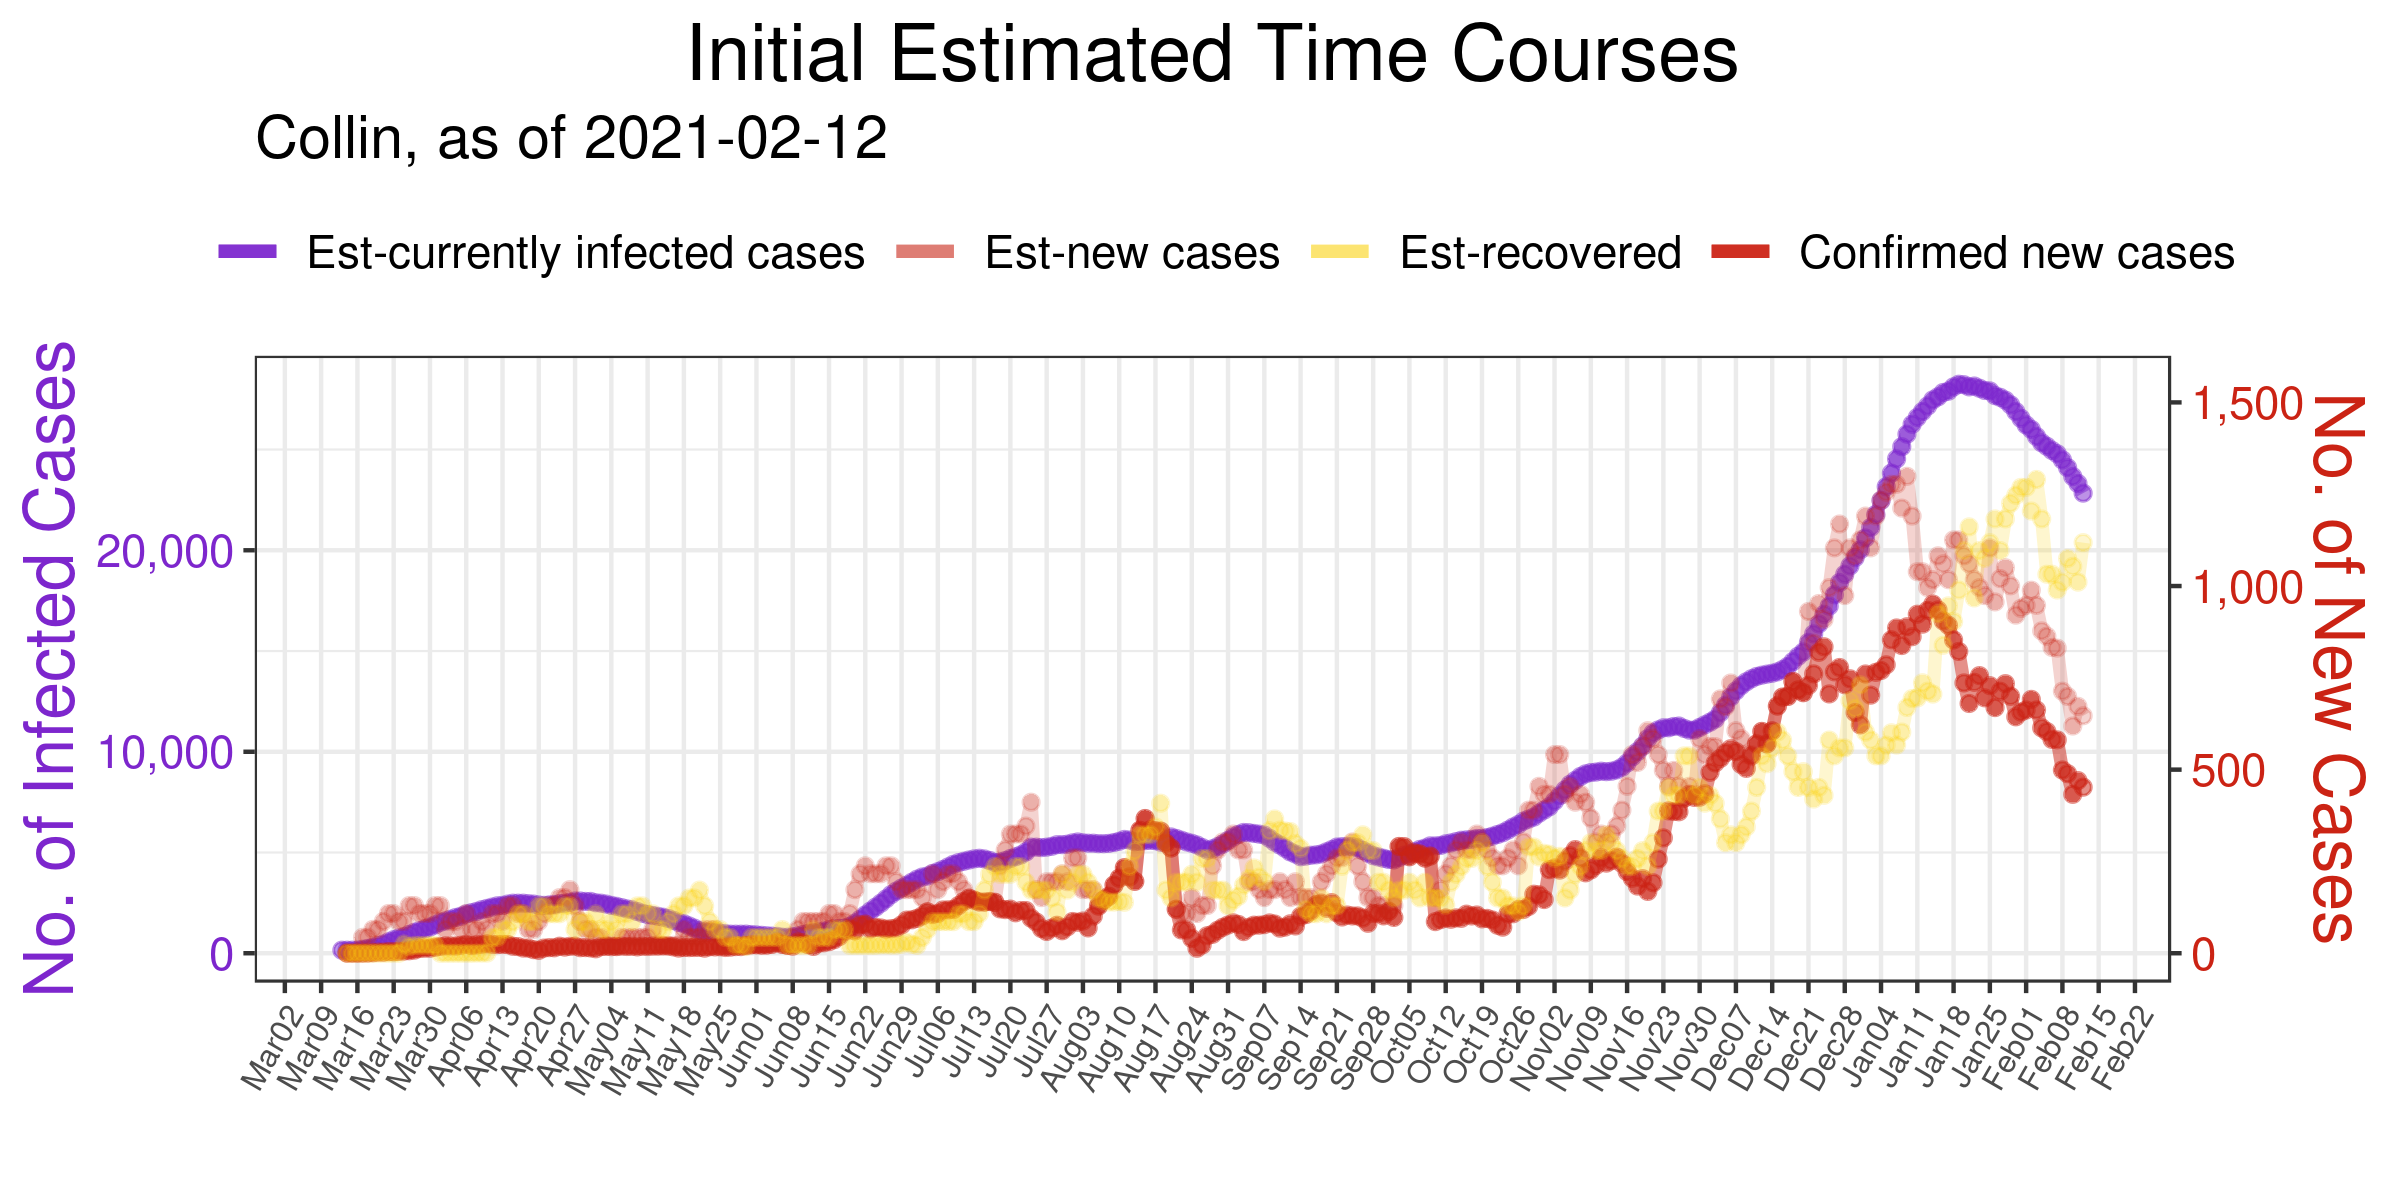 Initial Estimated Time Courses
Collin, as of 2021-02-12
Est-currently infected cases Est-new cases Est-recovered Confirmed new cases
No. of Infected Cases
20,000
10,000
0
1,500
1,000
500
0
No. of New Cases
Mar02 Mar09 Mar16 Mar23 Mar30 Apr06 Apr13 Apr20 Apr27 May04 May11 May18 May25 Jun01 Jun08 Jun15 Jun22 Jun29 Jul06 Jul13 Jul20 Jul27 Aug03 Aug10 Aug17 Aug24 Aug31 Sep07 Sep14 Sep21 Sep28 Oct05 Oct12 Oct19 Oct26 Nov02 Nov09 Nov16 Nov23 Nov30 Dec07 Dec14 Dec21 Dec28 Jan04 Jan11 Jan18 Jan25 Feb01 Feb08 Feb15 Feb22